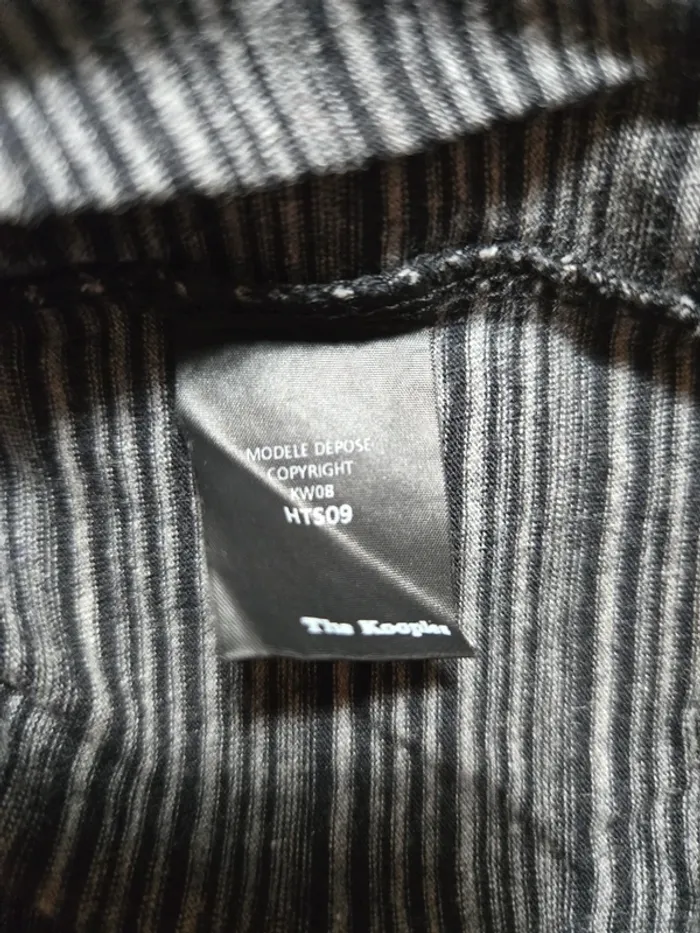 MODELE DEPOSE
COPYRIGHT
KW08
HTS09
The Kooples